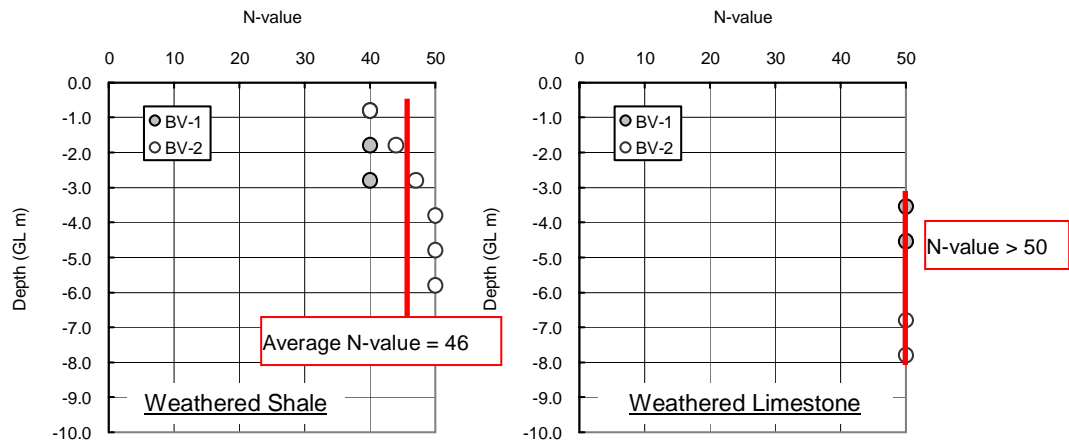 N-value
0 10 20 30 40 50
0.0
-1.0
-2.0
-3.0
-4.0
-5.0
-6.0
-7.0
-8.0
-9.0
-10.0
Depth (GL m)
BV-1
BV-2
Average N-value = 46
Weathered Shale
N-value
0 10 20 30 40 50
0.0
-1.0
-2.0
-3.0
-4.0
-5.0
-6.0
-7.0
-8.0
-9.0
-10.0
Depth (GL m)
BV-1
BV-2
N-value > 50
Weathered Limestone